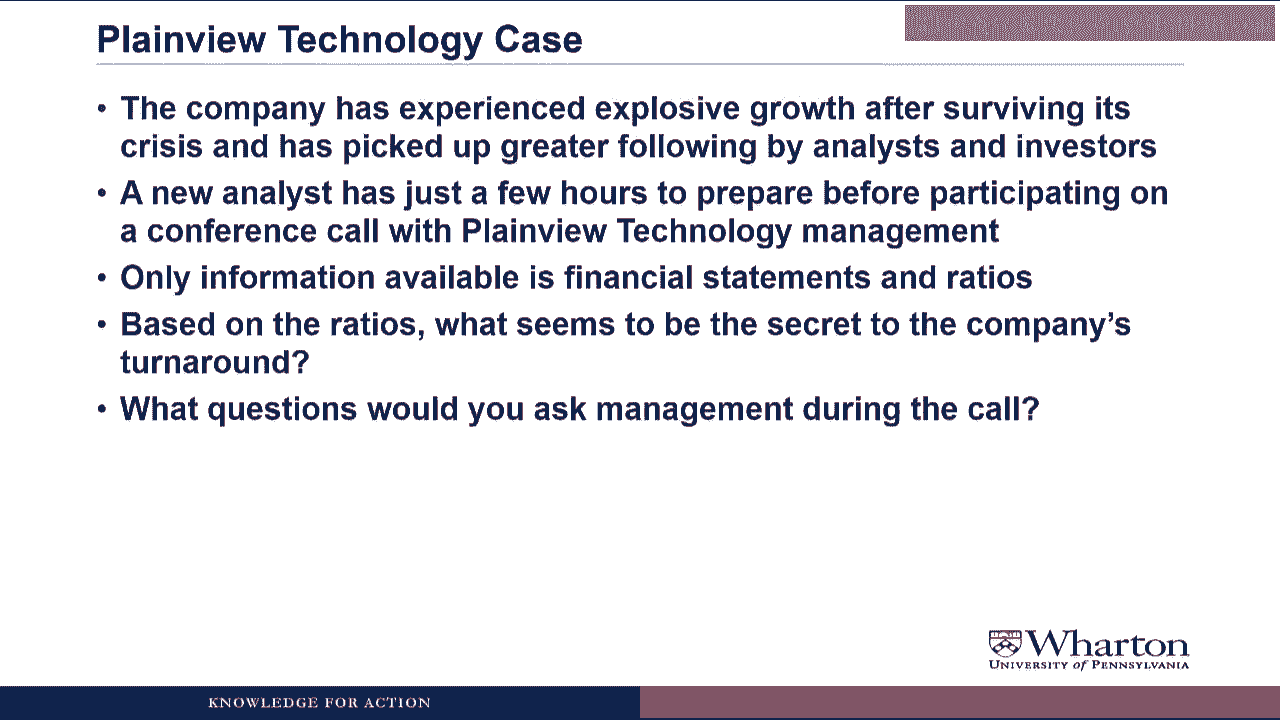 Plainview Technology Case
• The company has experienced explosive growth after surviving its
crisis and has picked up greater following by analysts and investors
• A new analyst has just a few hours to prepare before participating on
a conference call with Plainview Technology management
• Only information available is financial statements and ratios
• Based on the ratios, what seems to be the secret to the company’s
turnaround?
• What questions would you ask management during the call?
Wharton
UNIVERSITY of PENNSYLVANIA
KNOWLEDGE FOR ACTION